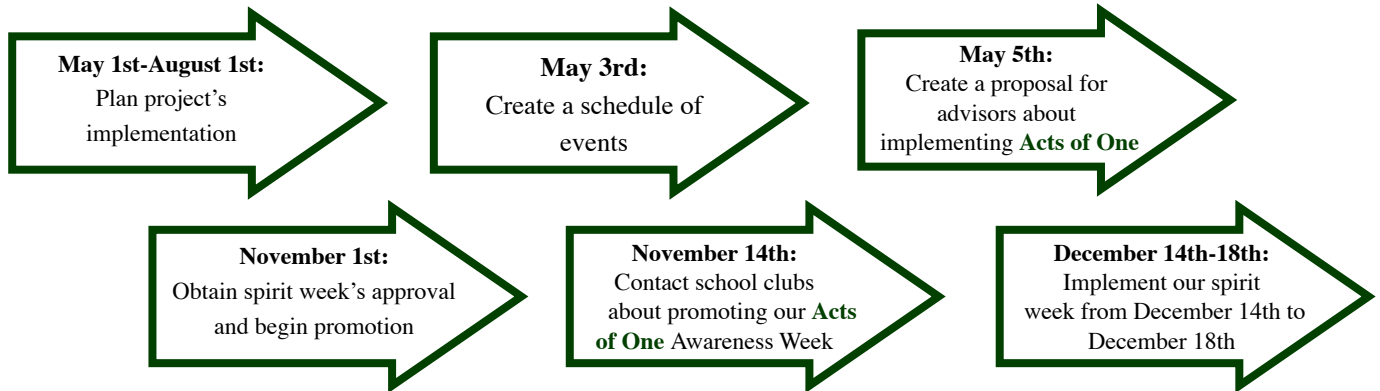 May 1st-August 1st:
Plan project’s
implementation
May 3rd:
Create a schedule of
events
May 5th:
Create a proposal for
advisors about
implementing Acts of One
November 1st:
Obtain spirit week’s approval
and begin promotion
November 14th:
Contact school clubs
about promoting our Acts
of One Awareness Week
December 14th-18th:
Implement our spirit
week from December 14th to
December 18th